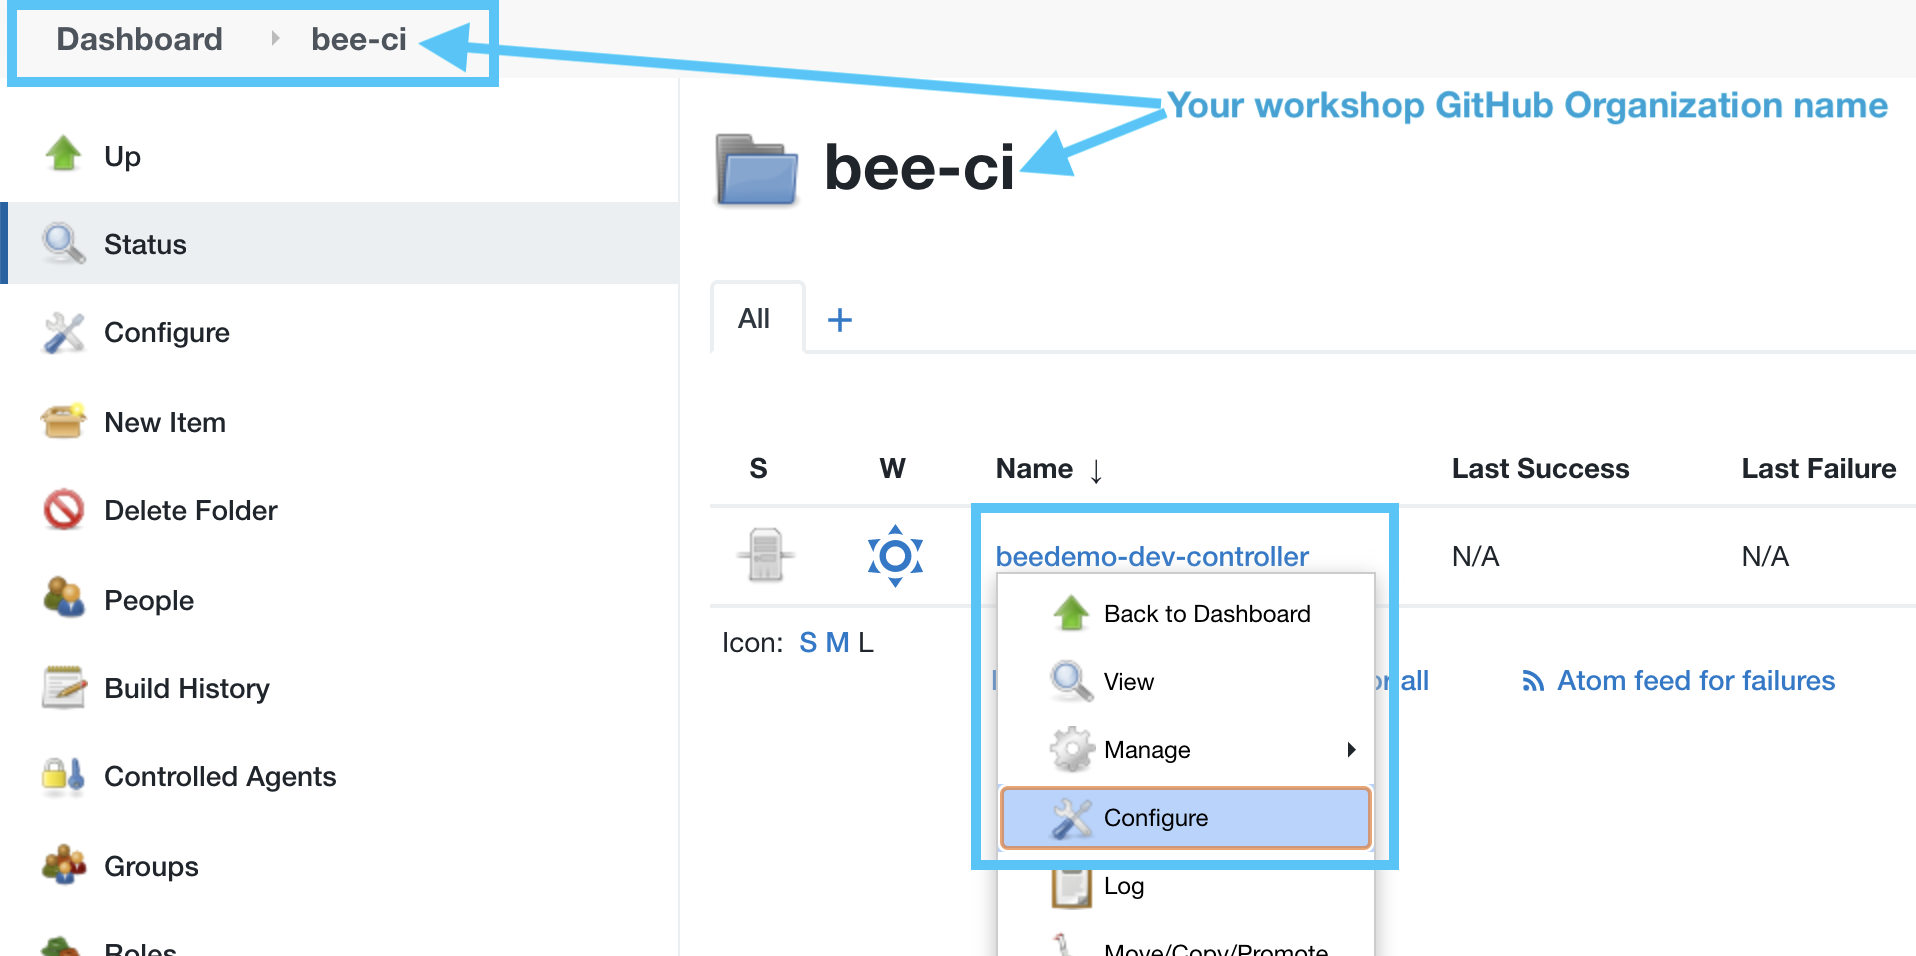 Dashboard bee-ci
Your workshop GitHub Organization name
Up
bee-ci
Status
All +
Configure
New Item
S W Name ↓ Last Success Last Failure
Delete Folder
beedemo-dev-controller N/A N/A
People
Back to Dashboard
Icon: S M L
Build History
View
all
Atom feed for failures
Manage
Controlled Agents
Configure
Groups
Log
Roles
Move/Copy/Promote